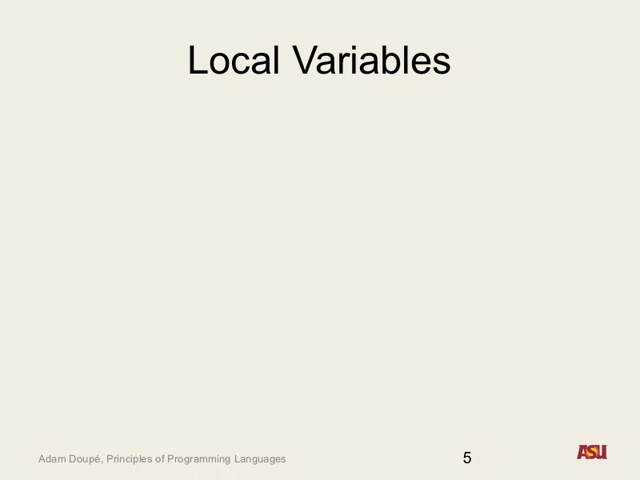 Local Variables
Adam Doupé, Principles of Programming Languages
5
ASU